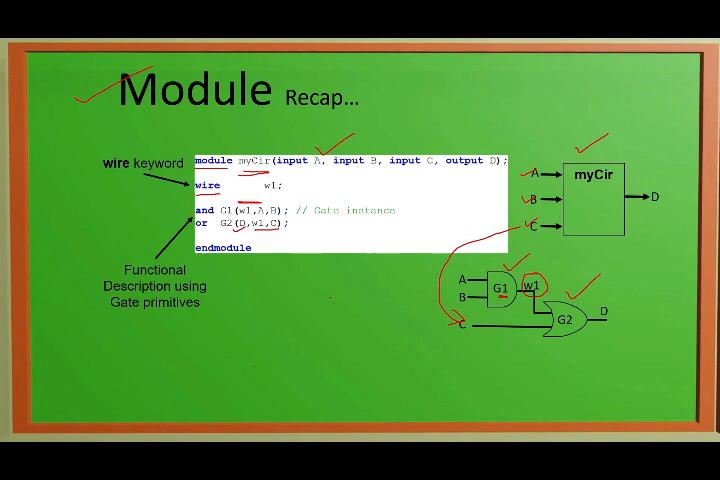 Module Recap...
wire keyword
module myCir(input A, input B, input C, output D);
wire w1;
and G1(w1,A,B); // Gate instance
or G2(D,w1,C);
endmodule
Functional
Description using
Gate primitives
A
myCir
B
D
C
A
G1
w1
B
D
G2
C